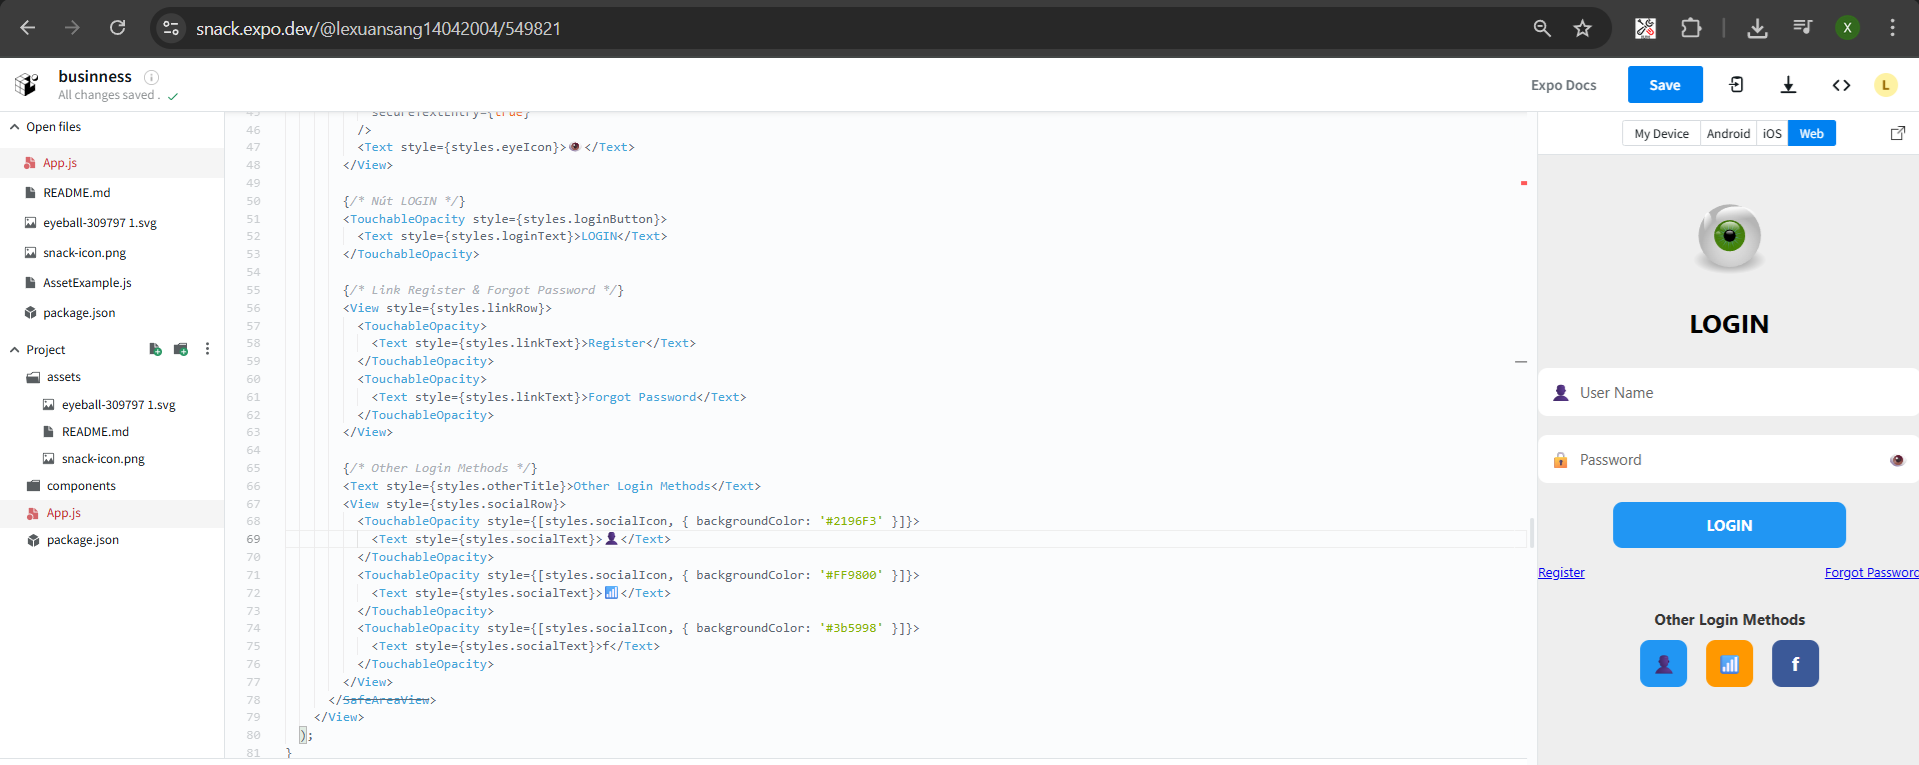 snack.expo.dev/@lexuansang14042004/549821
X
businness
All changes saved .
Expo Docs
Save
L
Open files
App.js
README.md
eyeball-309797 1.svg
snack-icon.png
AssetExample.js
package.json
Project
assets
eyeball-309797 1.svg
README.md
snack-icon.png
components
App.js
package.json
45 secureTextEntry={true}
46 />
47 <Text style={styles.eyeIcon}>👁️</Text>
48 </View>
49
50 {/* Nút LOGIN */}
51 <TouchableOpacity style={styles.loginButton}>
52 <Text style={styles.loginText}>LOGIN</Text>
53 </TouchableOpacity>
54
55 {/* Link Register & Forgot Password */}
56 <View style={styles.linkRow}>
57 <TouchableOpacity>
58 <Text style={styles.linkText}>Register</Text>
59 </TouchableOpacity>
60 <TouchableOpacity>
61 <Text style={styles.linkText}>Forgot Password</Text>
62 </TouchableOpacity>
63 </View>
64
65 {/* Other Login Methods */}
66 <Text style={styles.otherTitle}>Other Login Methods</Text>
67 <View style={styles.socialRow}>
68 <TouchableOpacity style={[styles.socialIcon, { backgroundColor: '#2196F3' }]}>
69 <Text style={styles.socialText}>👤</Text>
70 </TouchableOpacity>
71 <TouchableOpacity style={[styles.socialIcon, { backgroundColor: '#FF9800' }]}>
72 <Text style={styles.socialText}>📶</Text>
73 </TouchableOpacity>
74 <TouchableOpacity style={[styles.socialIcon, { backgroundColor: '#3b5998' }]}>
75 <Text style={styles.socialText}>f</Text>
76 </TouchableOpacity>
77 </View>
78 </SafeAreaView>
79 </View>
80 );
81 }
My Device
Android
iOS
Web
LOGIN
User Name
Password
LOGIN
Register
Forgot Password
Other Login Methods
f